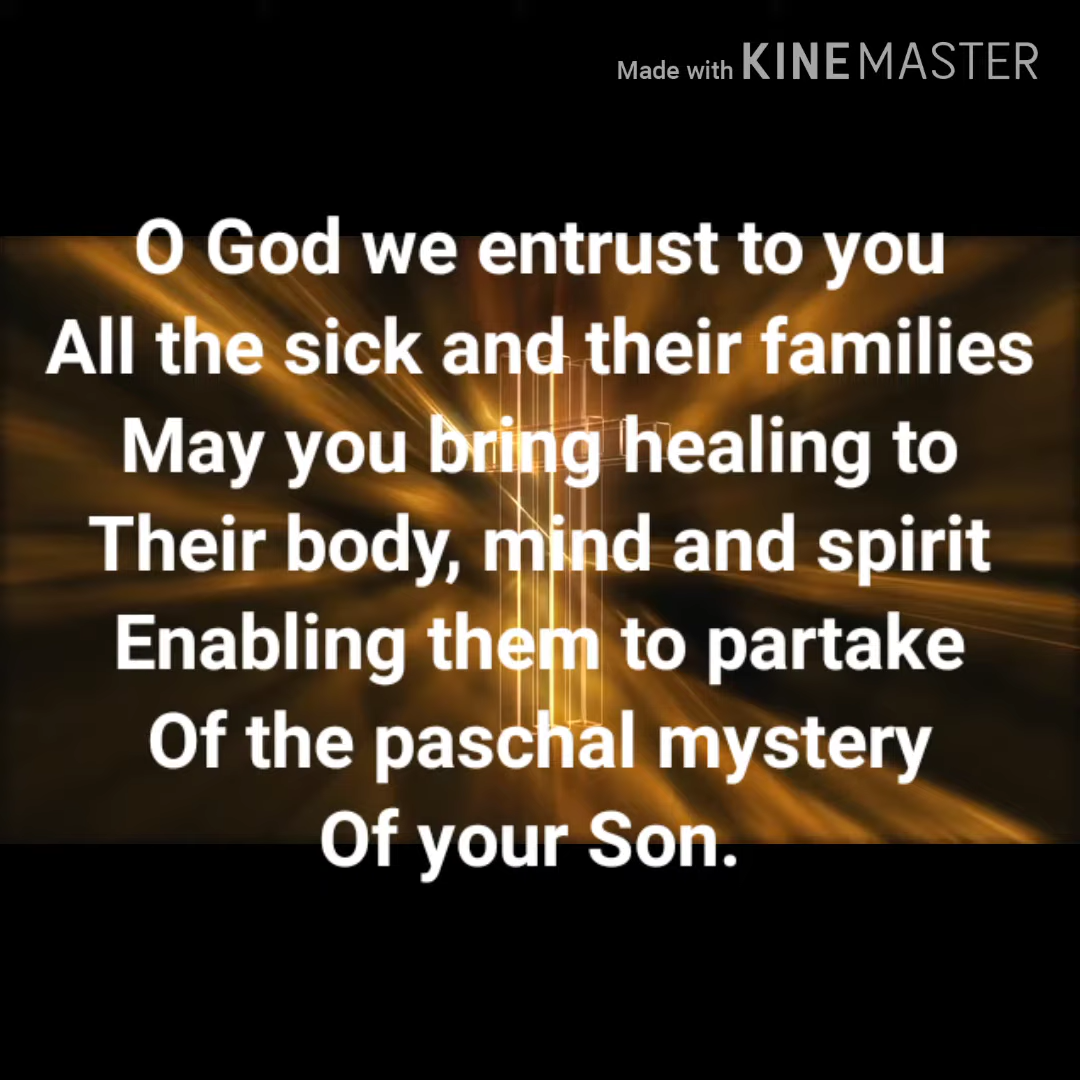 Made with KINEMASTER
O God we entrust to you
All the sick and their families
May you bring healing to
Their body, mind and spirit
Enabling them to partake
Of the paschal mystery
Of your Son.